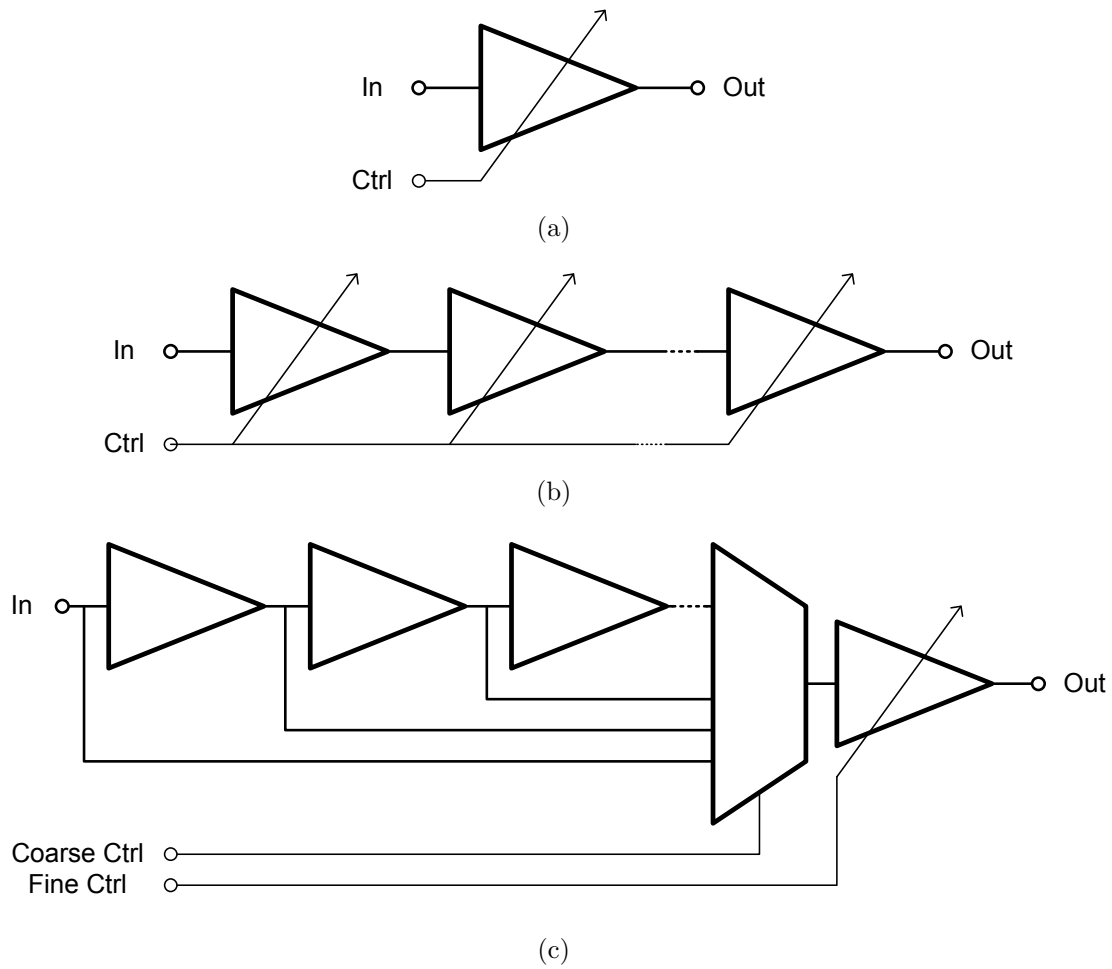 In Out
Ctrl
(a)
In Out
Ctrl
(b)
In
Out
Coarse Ctrl
Fine Ctrl
(c)